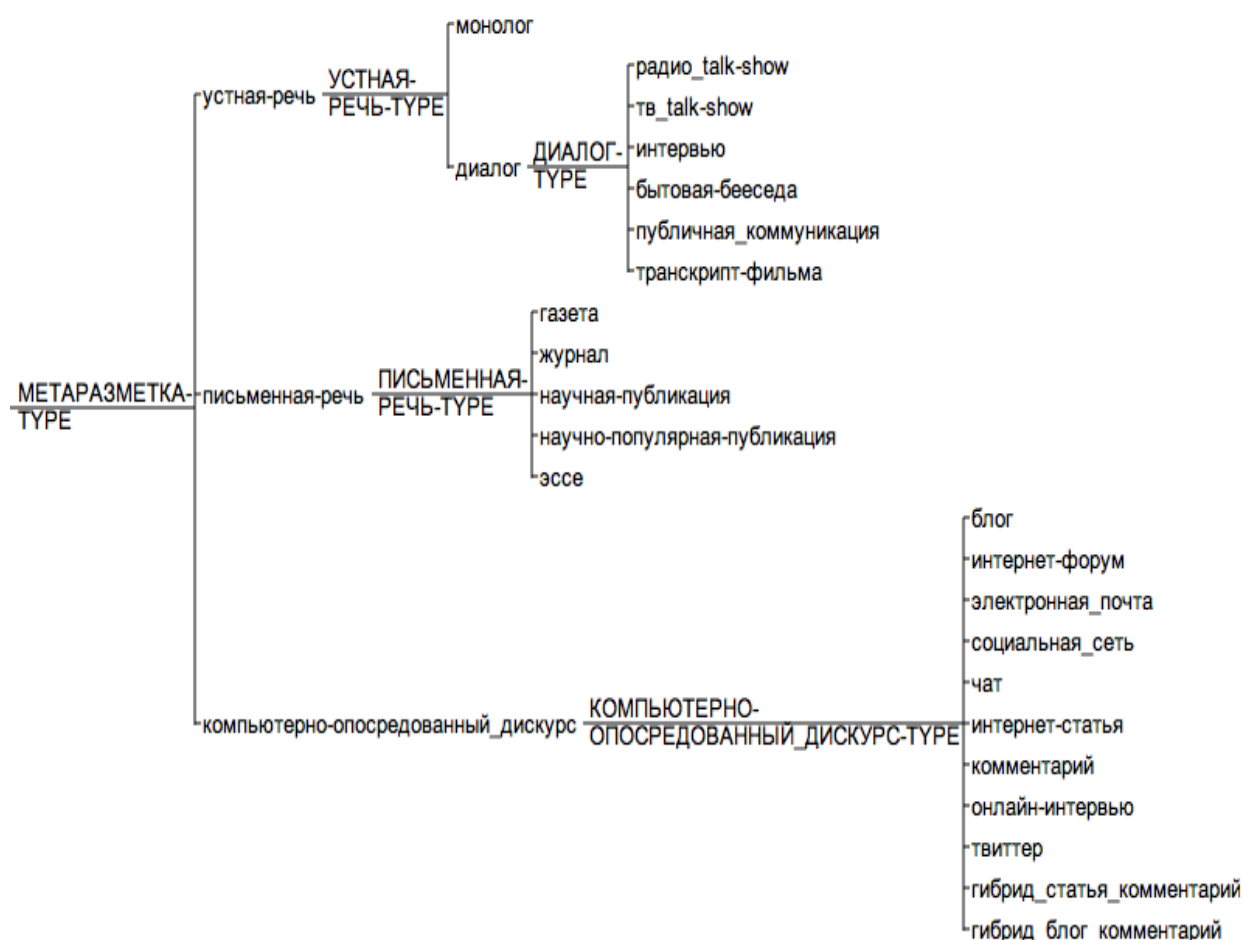 монолог
радио_talk-show
УСТНАЯ-
устная-речь
РЕЧЬ-TYPE
тв_talk-show
ДИАЛОГ-
интервью
диалог
TYPE
бытовая-бееседа
публичная_коммуникация
транскрипт-фильма
газета
журнал
ПИСЬМЕННАЯ-
МЕТАРАЗМЕТКА-
письменная-речь
научная-публикация
РЕЧЬ-TYPE
TYPE
научно-популярная-публикация
эссе
блог
интернет-форум
электронная_почта
социальная_сеть
чат
КОМПЬЮТЕРНО-
компьютерно-опосредованный_дискурс
интернет-статья
ОПОСРЕДОВАННЫЙ_ДИСКУРС-TYPE
комментарий
онлайн-интервью
твиттер
гибрид_статья_комментарий
гибрид_блог_комментарий